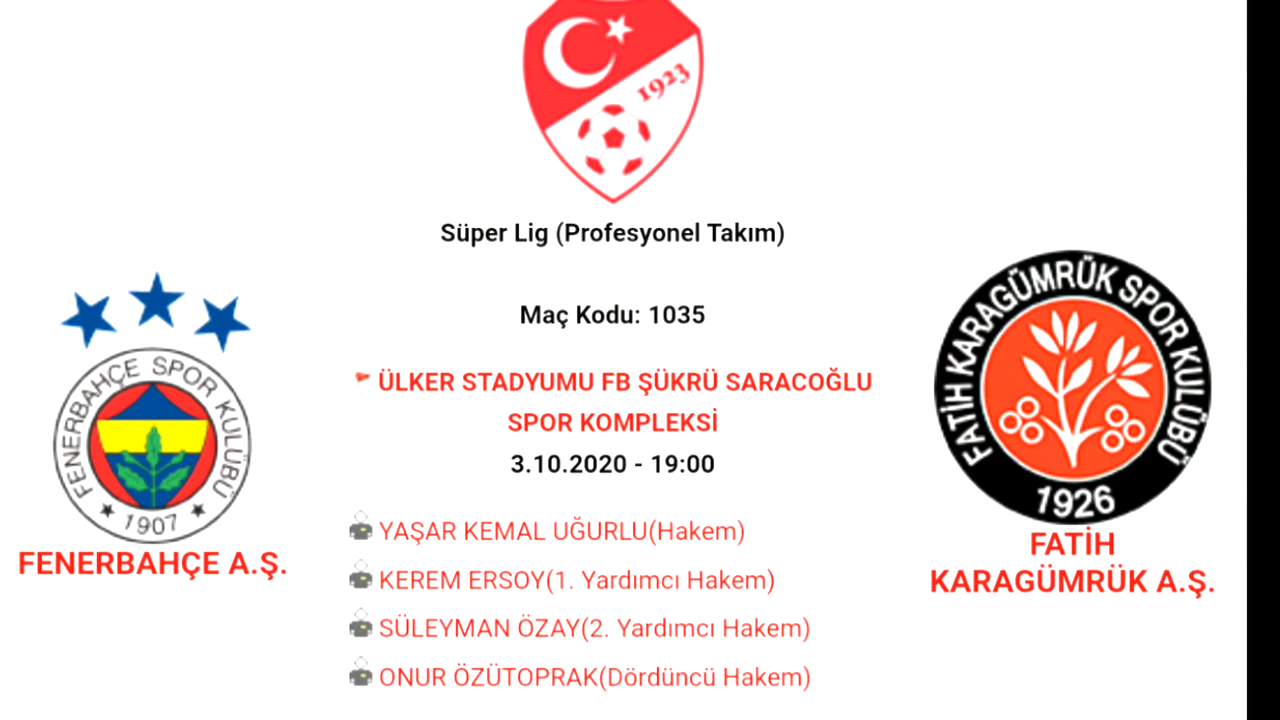 1923
Süper Lig (Profesyonel Takım)
Maç Kodu: 1035
ÜLKER STADYUMU FB ŞÜKRÜ SARACOĞLU
SPOR KOMPLEKSİ
3.10.2020 - 19:00
FENERBAHÇE SPOR KULÜBÜ
1907
FENERBAHÇE A.Ş.
YAŞAR KEMAL UĞURLU(Hakem)
KEREM ERSOY(1. Yardımcı Hakem)
SÜLEYMAN ÖZAY(2. Yardımcı Hakem)
ONUR ÖZÜTOPRAK(Dördüncü Hakem)
FATİH KARAGÜMRÜK SPOR KULÜBÜ
1926
FATİH
KARAGÜMRÜK A.Ş.